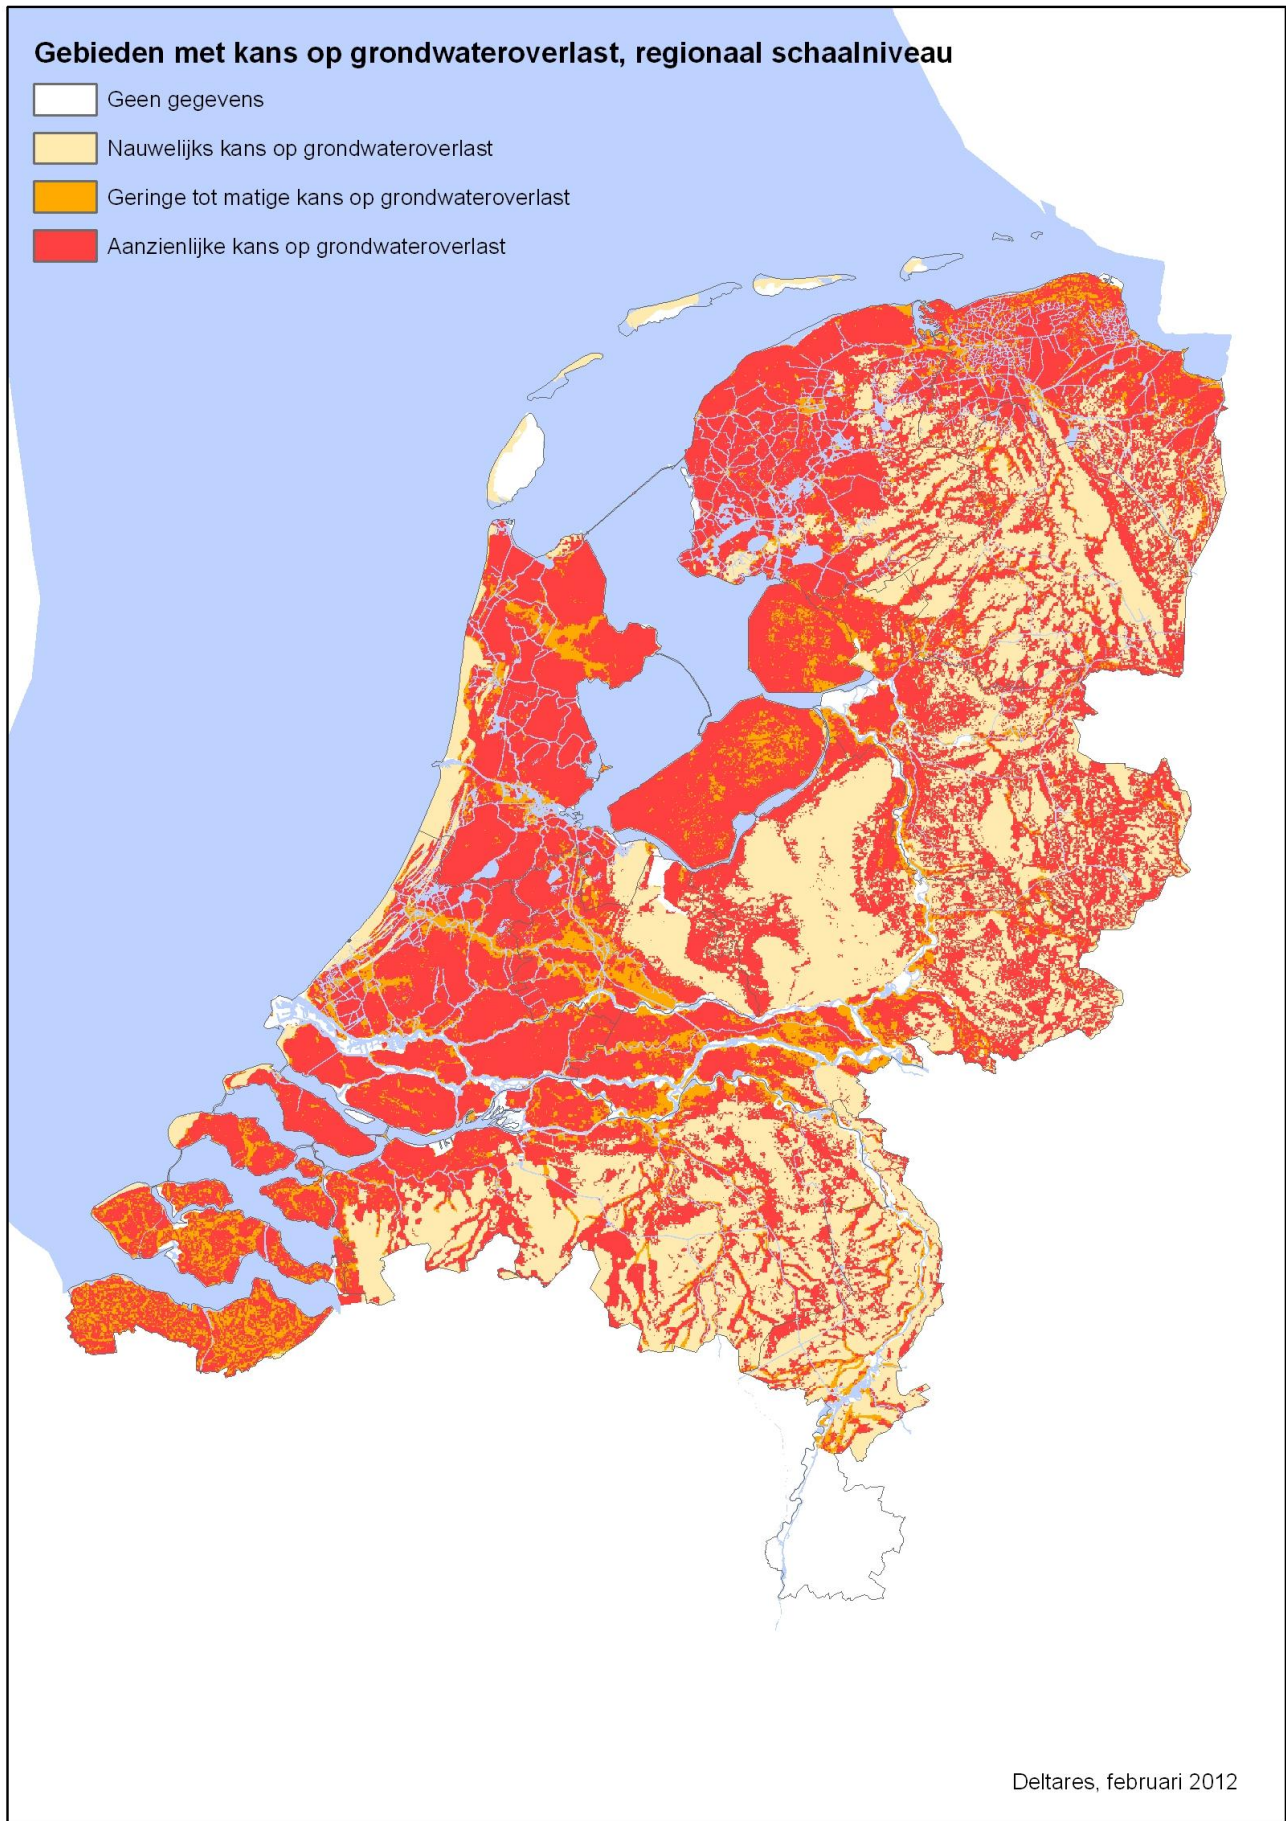 Gebieden met kans op grondwateroverlast, regionaal schaalniveau
Geen gegevens
Nauwelijks kans op grondwateroverlast
Geringe tot matige kans op grondwateroverlast
Aanzienlijke kans op grondwateroverlast
Deltares, februari 2012